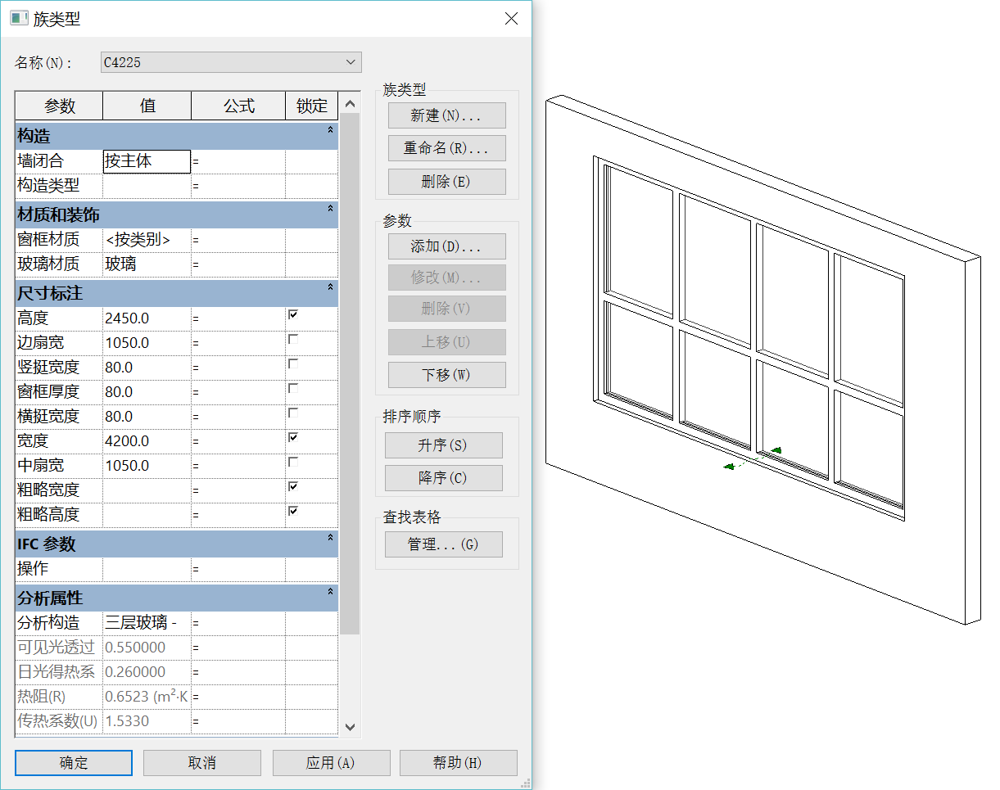 族类型
名称(N):
C4225
参数 值 公式 锁定
构造
墙闭合 按主体 =
构造类型 =
材质和装饰
窗框材质 <按类别> =
玻璃材质 玻璃 =
尺寸标注
高度 2450.0 =
边扇宽 1050.0 =
竖挺宽度 80.0 =
窗框厚度 80.0 =
横挺宽度 80.0 =
宽度 4200.0 =
中扇宽 1050.0 =
粗略宽度 =
粗略高度 =
IFC 参数
操作 =
分析属性
分析构造 三层玻璃 - =
可见光透过 0.550000 =
日光得热系 0.260000 =
热阻(R) 0.6523 (m²·K =
传热系数(U) 1.5330 =
族类型
新建(N)...
重命名(R)...
删除(E)
参数
添加(D)...
修改(M)...
删除(V)
上移(U)
下移(W)
排序顺序
升序(S)
降序(C)
查找表格
管理...(G)
确定 取消 应用(A) 帮助(H)